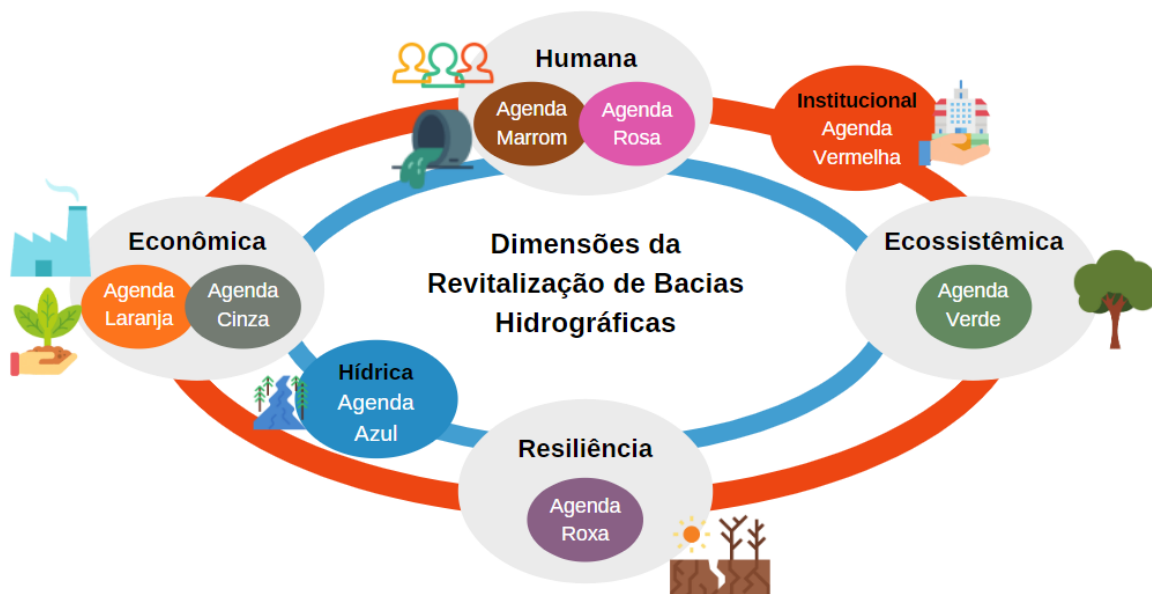 Humana
Agenda
Marrom
Agenda
Rosa
Institucional
Agenda
Vermelha
Econômica
Agenda
Laranja
Agenda
Cinza
Dimensões da
Revitalização de Bacias
Hidrográficas
Ecossistêmica
Agenda
Verde
Hídrica
Agenda
Azul
Resiliência
Agenda
Roxa